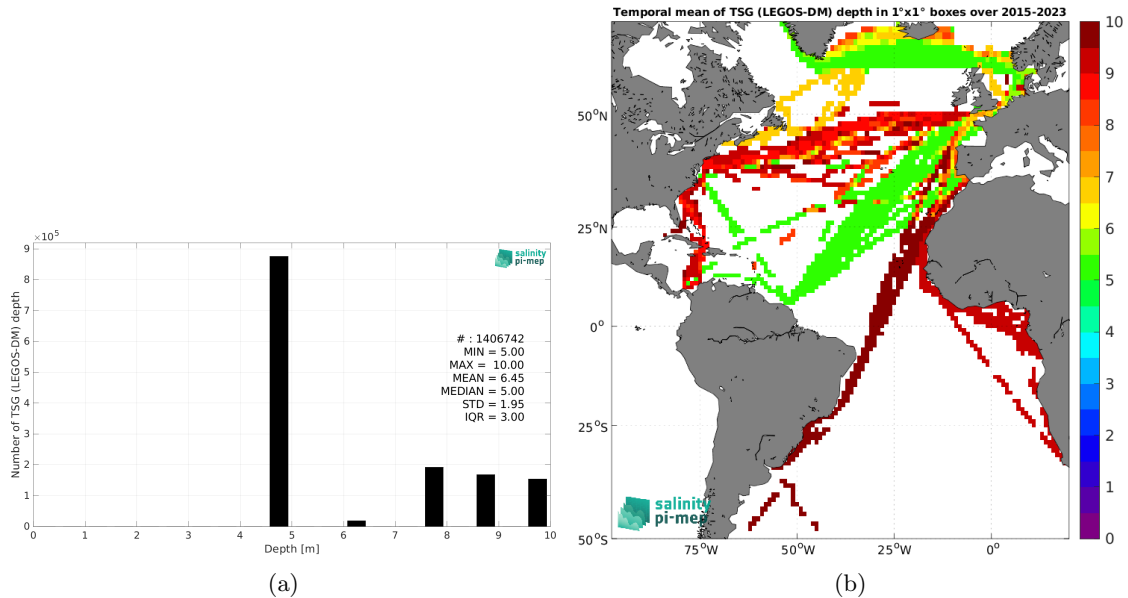 ×10⁵
9
8
7
6
5
4
3
2
1
0
Number of TSG (LEGOS-DM) depth
salinity
pi-mep
# : 1406742
MIN = 5.00
MAX = 10.00
MEAN = 6.45
MEDIAN = 5.00
STD = 1.95
IQR = 3.00
0 1 2 3 4 5 6 7 8 9 10
Depth [m]
(a)
Temporal mean of TSG (LEGOS-DM) depth in 1°x1° boxes over 2015-2023
50°N
25°N
0°
25°S
50°S
75°W 50°W 25°W 0°
salinity
pi-mep
10
9
8
7
6
5
4
3
2
1
0
(b)